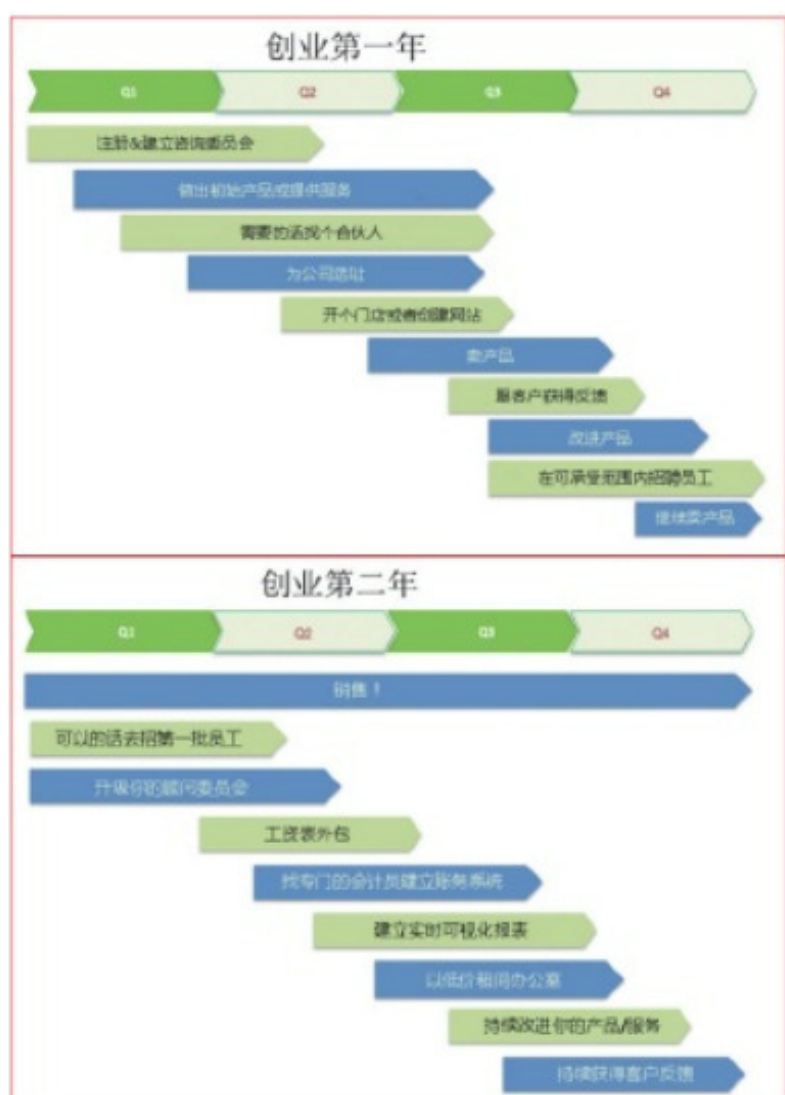 创业第一年
Q1 Q2 Q3 Q4
注册&建立咨询委员会
做出初始产品或提供服务
需要的话找个合伙人
为公司选址
开个门店或者创建网站
卖产品
跟客户获得反馈
改进产品
在可承受范围内招聘员工
继续卖产品
创业第二年
Q1 Q2 Q3 Q4
销售！
可以的话去招第一批员工
升级你的顾问委员会
工资表外包
找专门的会计员建立账务系统
建立实时可视化报表
以低价租间办公室
持续改进你的产品/服务
持续获得客户反馈